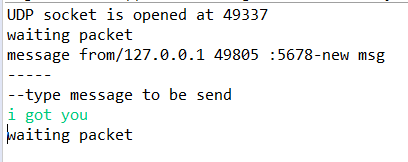 UDP socket is opened at 49337
waiting packet
message from/127.0.0.1 49805 :5678-new msg
-----
--type message to be send
i got you
waiting packet